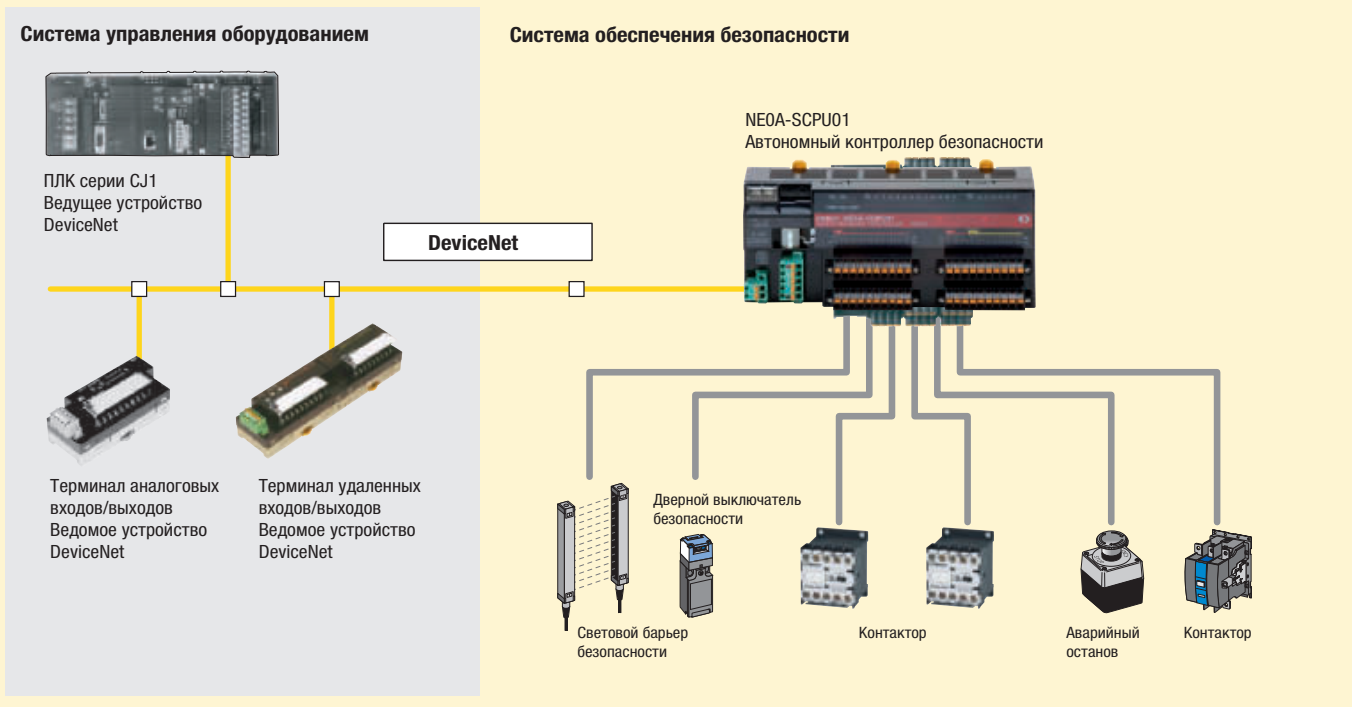 Система управления оборудованием
Система обеспечения безопасности
NE0A-SCPU01
Автономный контроллер безопасности
ПЛК серии CJ1
Ведущее устройство
DeviceNet
DeviceNet
Терминал аналоговых
входов/выходов
Ведомое устройство
DeviceNet
Терминал удаленных
входов/выходов
Ведомое устройство
DeviceNet
Дверной выключатель
безопасности
Световой барьер
безопасности
Контактор
Аварийный
останов
Контактор